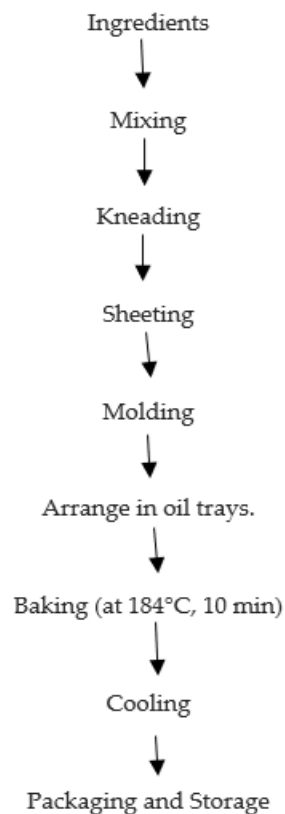 Ingredients
Mixing
Kneading
Sheeting
Molding
Arrange in oil trays.
Baking (at 184°C, 10 min)
Cooling
Packaging and Storage